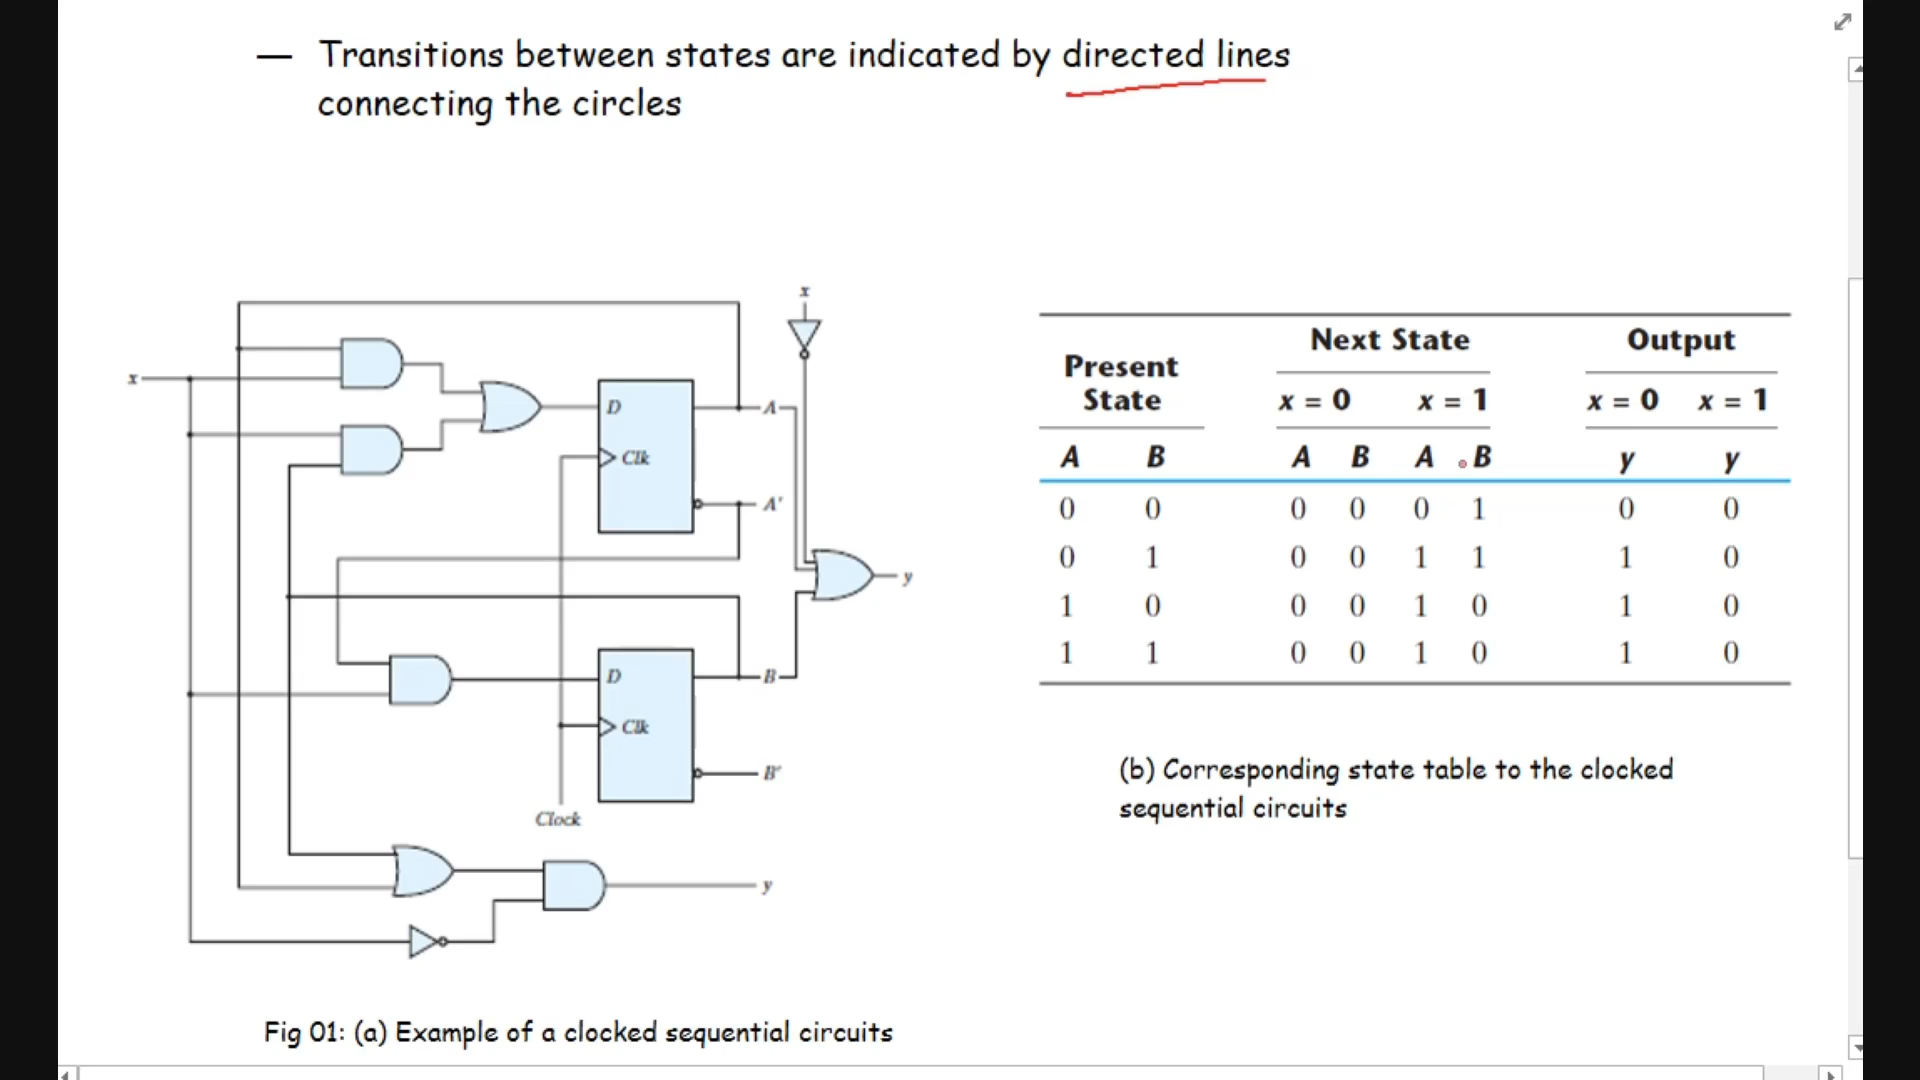 — Transitions between states are indicated by directed lines
connecting the circles
x
x
D
A
Clk
A'
y
D
B
Clk
B'
Clock
y
Fig 01: (a) Example of a clocked sequential circuits
Present State Next State Output
x = 0 x = 1 x = 0 x = 1
A B A B A B y y
0 0 0 0 0 1 0 0
0 1 0 0 1 1 1 0
1 0 0 0 1 0 1 0
1 1 0 0 1 0 1 0
(b) Corresponding state table to the clocked
sequential circuits